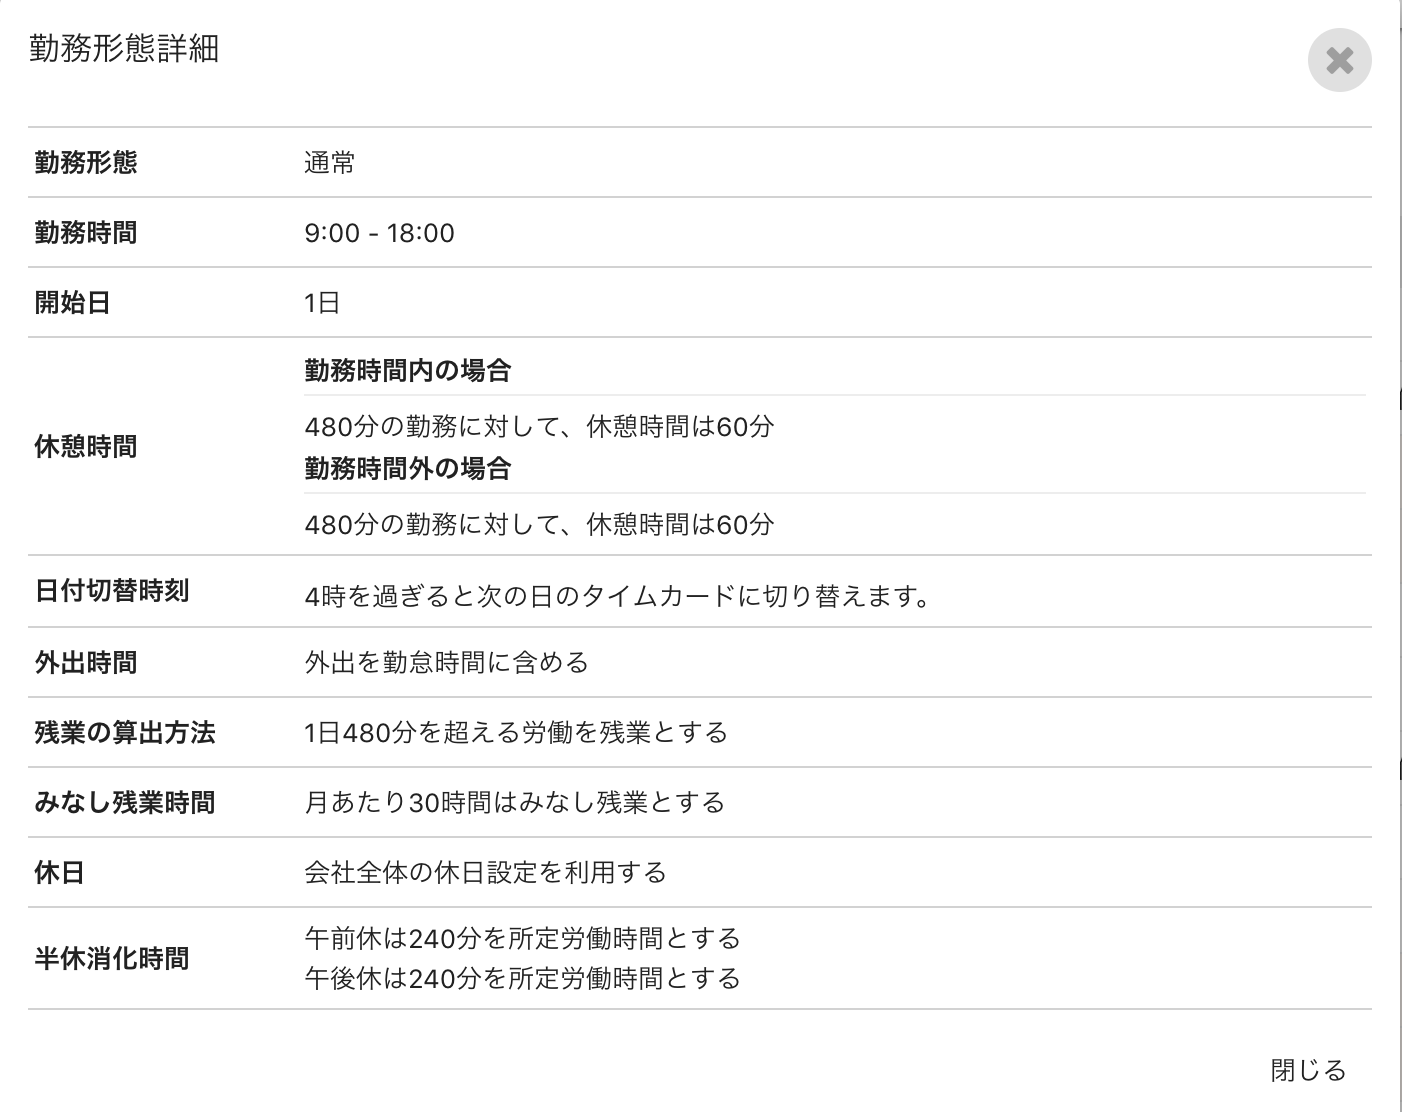 勤務形態詳細
勤務形態 通常
勤務時間 9:00 - 18:00
開始日 1日
休憩時間
勤務時間内の場合
480分の勤務に対して、休憩時間は60分
勤務時間外の場合
480分の勤務に対して、休憩時間は60分
日付切替時刻 4時を過ぎると次の日のタイムカードに切り替えます。
外出時間 外出を勤怠時間に含める
残業の算出方法 1日480分を超える労働を残業とする
みなし残業時間 月あたり30時間はみなし残業とする
休日 会社全体の休日設定を利用する
半休消化時間
午前休は240分を所定労働時間とする
午後休は240分を所定労働時間とする
閉じる